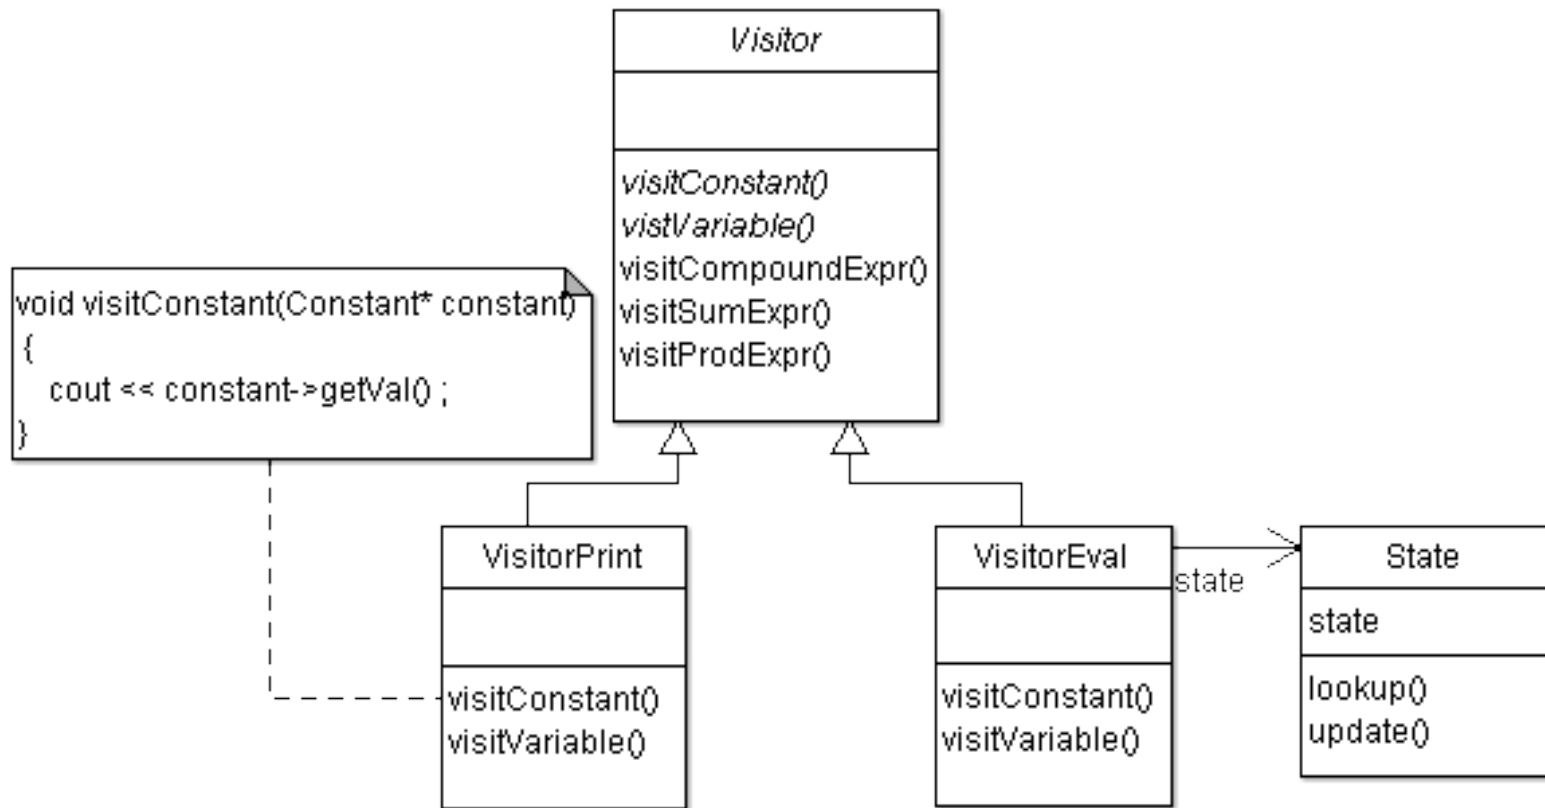 Visitor
visitConstant()
vistVariable()
visitCompoundExpr()
visitSumExpr()
visitProdExpr()
void visitConstant(Constant* constant)
{
cout << constant->getVal() ;
}
VisitorPrint
visitConstant()
visitVariable()
VisitorEval
visitConstant()
visitVariable()
state
State
state
lookup()
update()